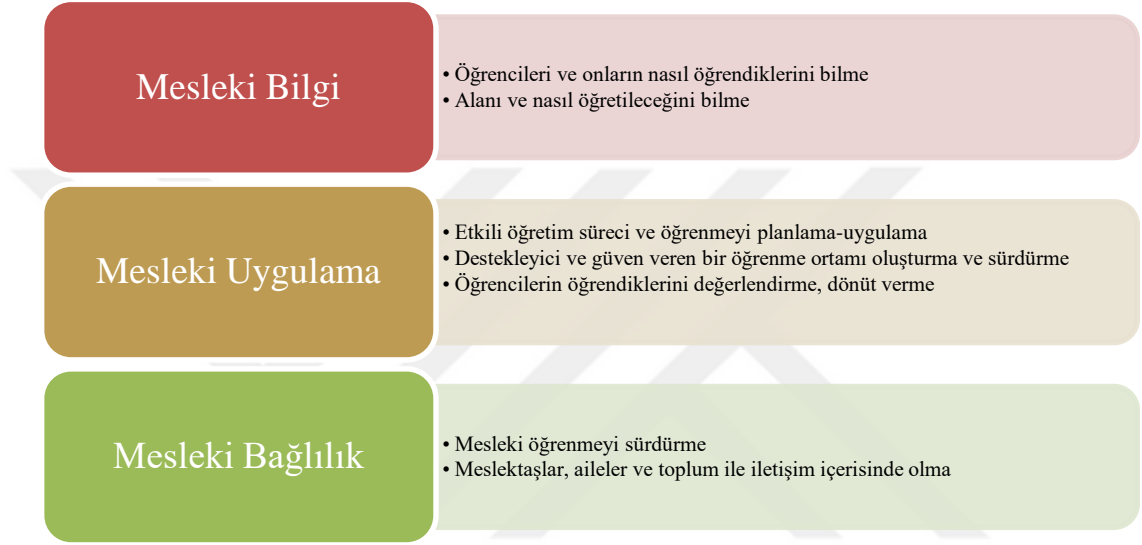 Mesleki Bilgi
• Öğrencileri ve onların nasıl öğrendiklerini bilme
• Alanı ve nasıl öğretileceğini bilme
Mesleki Uygulama
• Etkili öğretim süreci ve öğrenmeyi planlama-uygulama
• Destekleyici ve güven veren bir öğrenme ortamı oluşturma ve sürdürme
• Öğrencilerin öğrendiklerini değerlendirme, dönüt verme
Mesleki Bağlılık
• Mesleki öğrenmeyi sürdürme
• Meslektaşlar, aileler ve toplum ile iletişim içerisinde olma